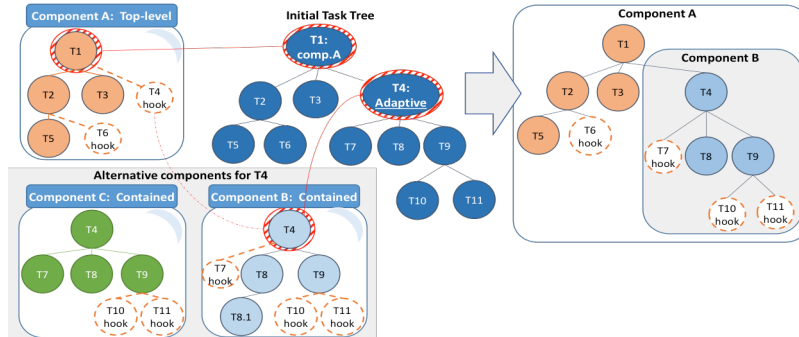 Component A:  Top-level
T1
T2
T3
T4
hook
T5
T6
hook
Initial Task Tree
T1:
comp.A
T2
T3
T4:
Adaptive
T5
T6
T7
T8
T9
T10
T11
Alternative components for T4
Component C:  Contained
T4
T7
T8
T9
T10
hook
T11
hook
Component B:  Contained
T4
T7
hook
T8
T9
T8.1
T10
hook
T11
hook
Component A
T1
T2
T3
T5
T6
hook
Component B
T4
T7
hook
T8
T9
T10
hook
T11
hook